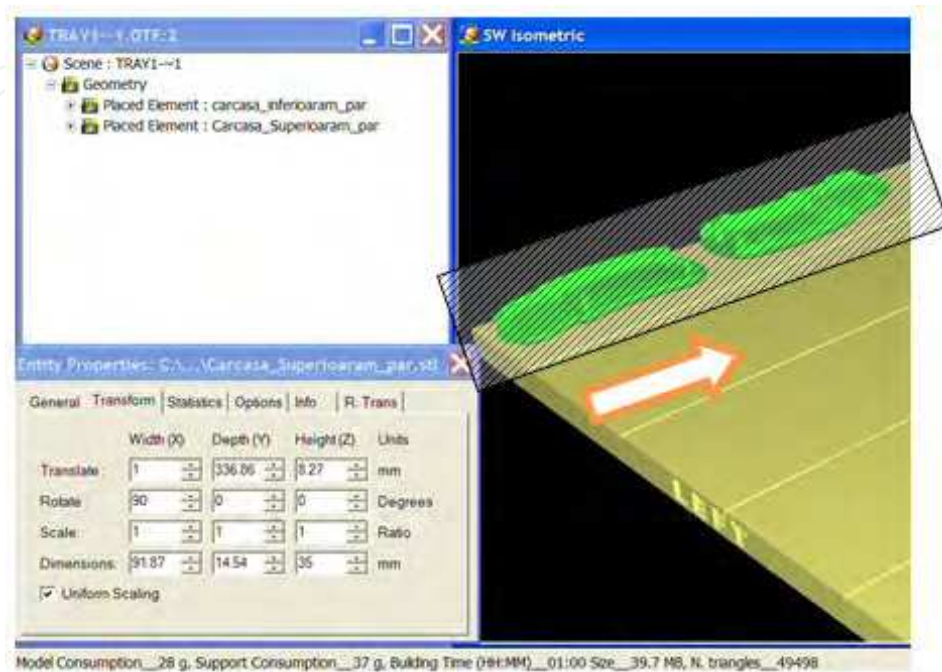 TRAY1~~1.OTF:2
SW Isometric
Scene : TRAY1~~1
Geometry
Placed Element : carcasa_inferioaram_par
Placed Element : Carcasa_Superioaram_par
Entity Properties: C:\...\Carcasa_Superioaram_par.stl
General Transform Statistics Options Info R. Trans
Width (X) Depth (Y) Height (Z) Units
Translate 1 336.86 8.27 mm
Rotate 90 0 0 Degrees
Scale: 1 1 1 Ratio
Dimensions: 91.87 14.54 35 mm
Uniform Scaling
LEFT
Model Consumption__28 g, Support Consumption__37 g, Building Time (HH:MM)__01:00 Size__39.7 MB, N. triangles__49498